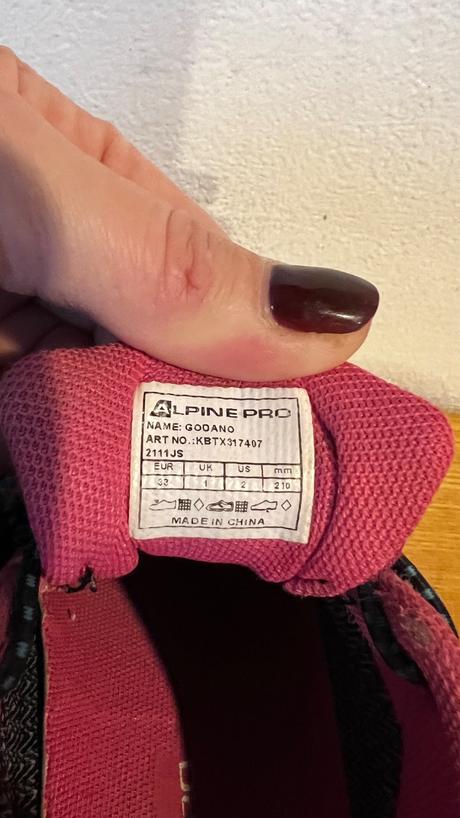 ALPINE PRO
NAME: GODANO
ART NO.:KBTX317407
2111JS
EUR UK US mm
33 1 2 210
MADE IN CHINA